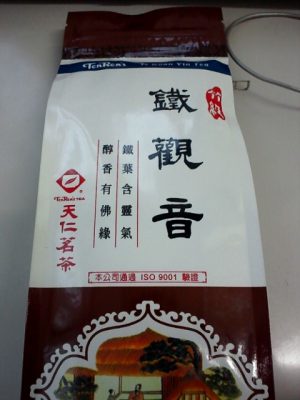 TenRen's
Kuan Yin Tea
鐵觀音
鐵葉含靈氣
醇香有佛緣
TenRen's TEA
天仁茗茶
本公司通過 ISO 9001 驗證